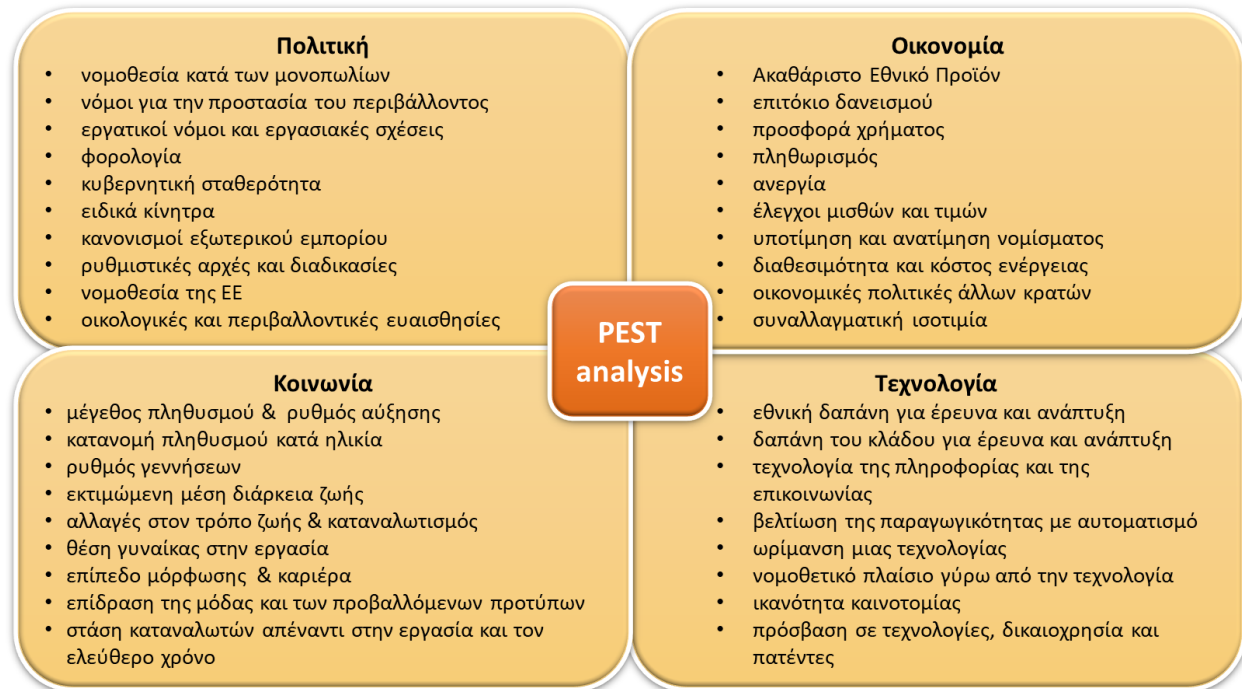 Πολιτική
• νομοθεσία κατά των μονοπωλίων
• νόμοι για την προστασία του περιβάλλοντος
• εργατικοί νόμοι και εργασιακές σχέσεις
• φορολογία
• κυβερνητική σταθερότητα
• ειδικά κίνητρα
• κανονισμοί εξωτερικού εμπορίου
• ρυθμιστικές αρχές και διαδικασίες
• νομοθεσία της ΕΕ
• οικολογικές και περιβαλλοντικές ευαισθησίες
Οικονομία
• Ακαθάριστο Εθνικό Προϊόν
• επιτόκιο δανεισμού
• προσφορά χρήματος
• πληθωρισμός
• ανεργία
• έλεγχοι μισθών και τιμών
• υποτίμηση και ανατίμηση νομίσματος
• διαθεσιμότητα και κόστος ενέργειας
• οικονομικές πολιτικές άλλων κρατών
• συναλλαγματική ισοτιμία
PEST
analysis
Κοινωνία
• μέγεθος πληθυσμού & ρυθμός αύξησης
• κατανομή πληθυσμού κατά ηλικία
• ρυθμός γεννήσεων
• εκτιμώμενη μέση διάρκεια ζωής
• αλλαγές στον τρόπο ζωής & καταναλωτισμός
• θέση γυναίκας στην εργασία
• επίπεδο μόρφωσης & καριέρα
• επίδραση της μόδας και των προβαλλόμενων προτύπων
• στάση καταναλωτών απέναντι στην εργασία και τον
ελεύθερο χρόνο
Τεχνολογία
• εθνική δαπάνη για έρευνα και ανάπτυξη
• δαπάνη του κλάδου για έρευνα και ανάπτυξη
• τεχνολογία της πληροφορίας και της
επικοινωνίας
• βελτίωση της παραγωγικότητας με αυτοματισμό
• ωρίμανση μιας τεχνολογίας
• νομοθετικό πλαίσιο γύρω από την τεχνολογία
• ικανότητα καινοτομίας
• πρόσβαση σε τεχνολογίες, δικαιοχρησία και
πατέντες